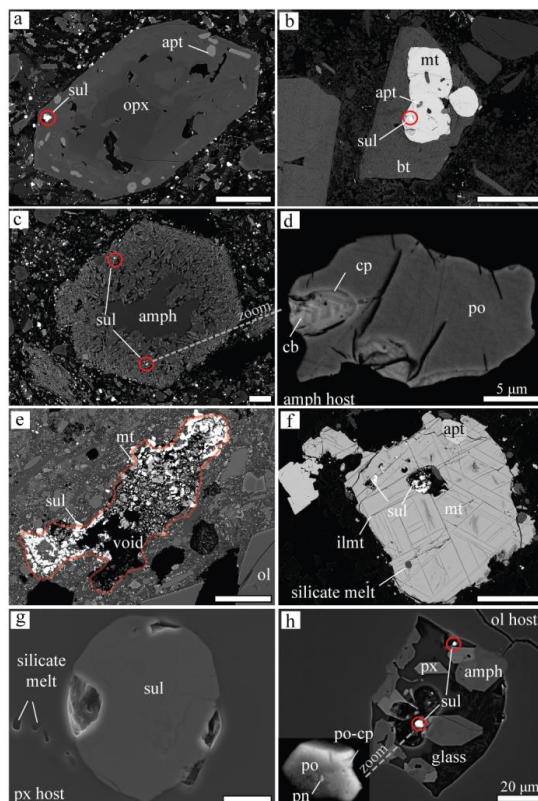 a
apt
sul
opx
b
mt
apt
sul
bt
c
sul
amph
zoom
d
cp
po
cb
amph host
5 µm
e
mt
sul
void
ol
f
apt
sul
mt
ilmt
silicate melt
g
silicate
melt
sul
px host
h
ol host
px
amph
sul
po-cp
zoom
glass
po
pn
20 µm